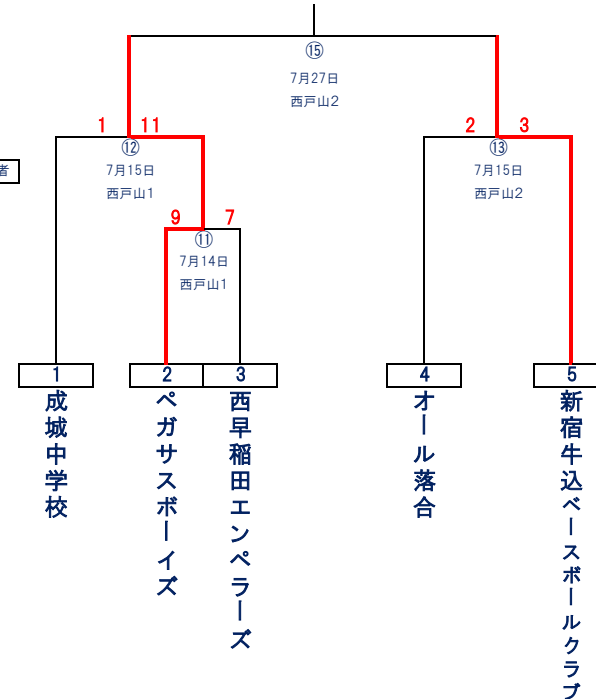 ⑮
7月27日
西戸山2
1 11
2 3
⑫
7月15日
西戸山1
⑬
7月15日
西戸山2
者
9 7
⑪
7月14日
西戸山1
1
2
3
4
5
成城中学校
ペガサスボーイズ
西早稲田エンペラーズ
オール落合
新宿牛込ベースボールクラブ